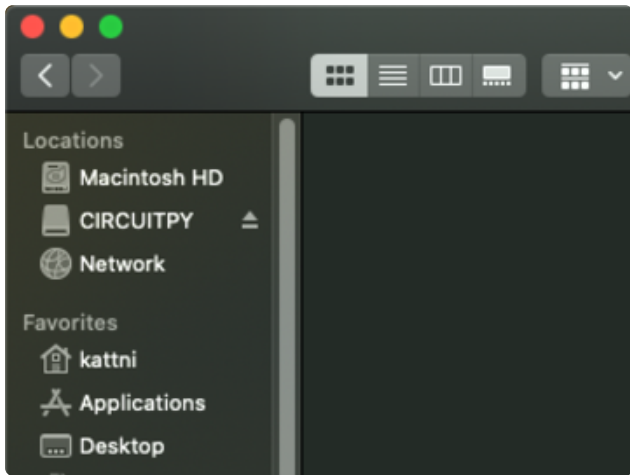 Locations
Macintosh HD
CIRCUITPY
Network
Favorites
kattni
Applications
Desktop